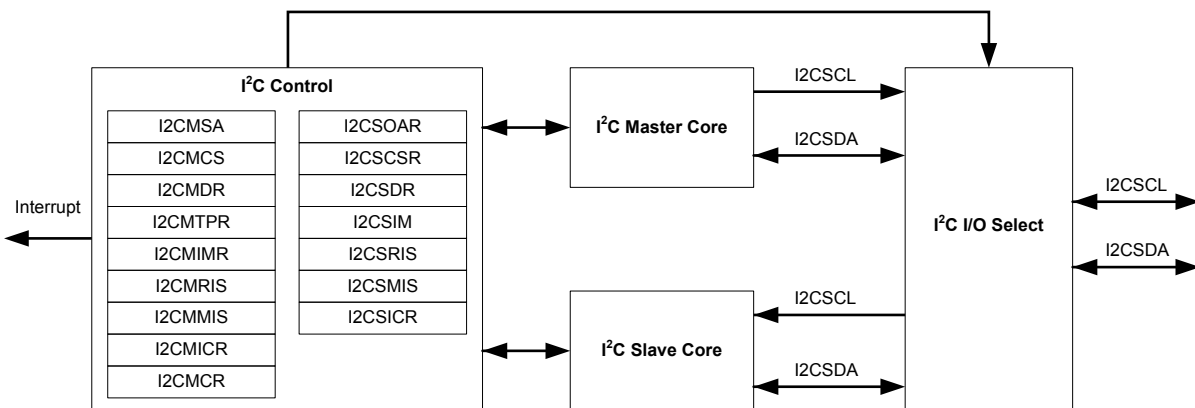 I²C Control
I2CMSA
I2CMCS
I2CMDR
I2CMTPR
I2CMIMR
I2CMRIS
I2CMMIS
I2CMICR
I2CMCR
I2CSOAR
I2CSCSR
I2CSDR
I2CSIM
I2CSRIS
I2CSMIS
I2CSICR
Interrupt
I²C Master Core
I2CSCL
I2CSDA
I²C Slave Core
I2CSCL
I2CSDA
I²C I/O Select
I2CSCL
I2CSDA